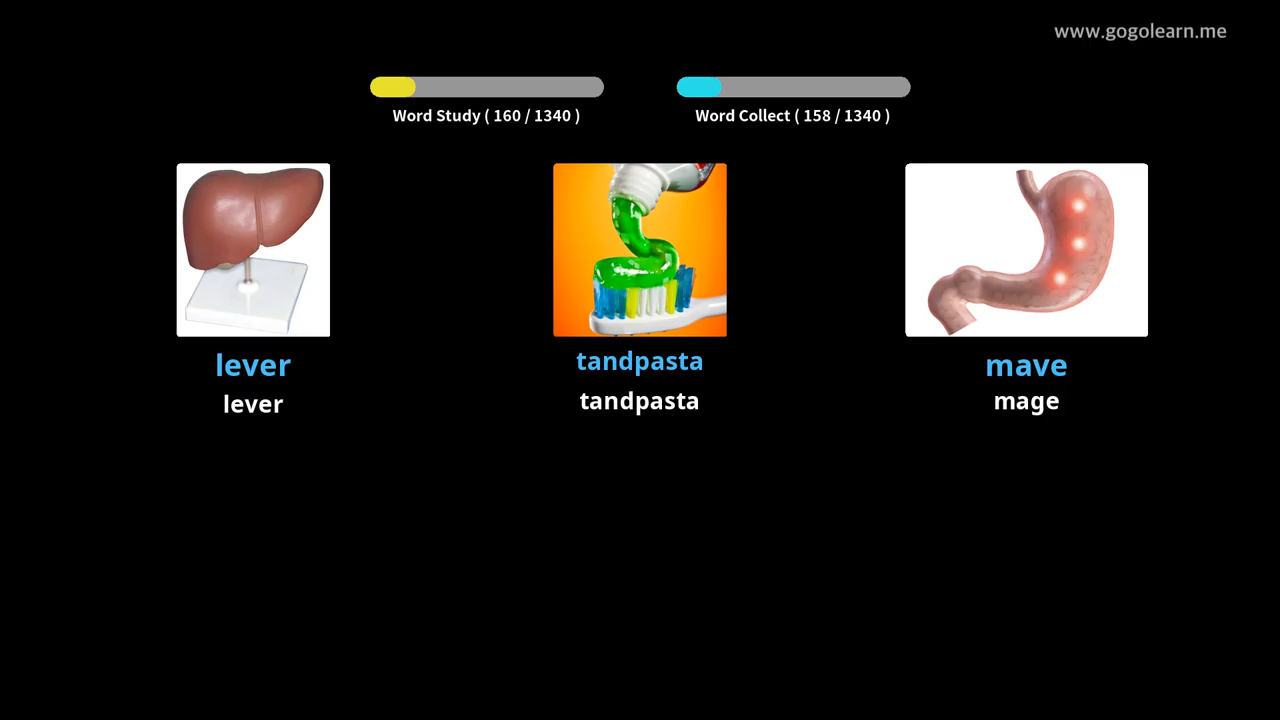 www.gogolearn.me
Word Study ( 160 / 1340 )
Word Collect ( 158 / 1340 )
lever
lever
tandpasta
tandpasta
mave
mage